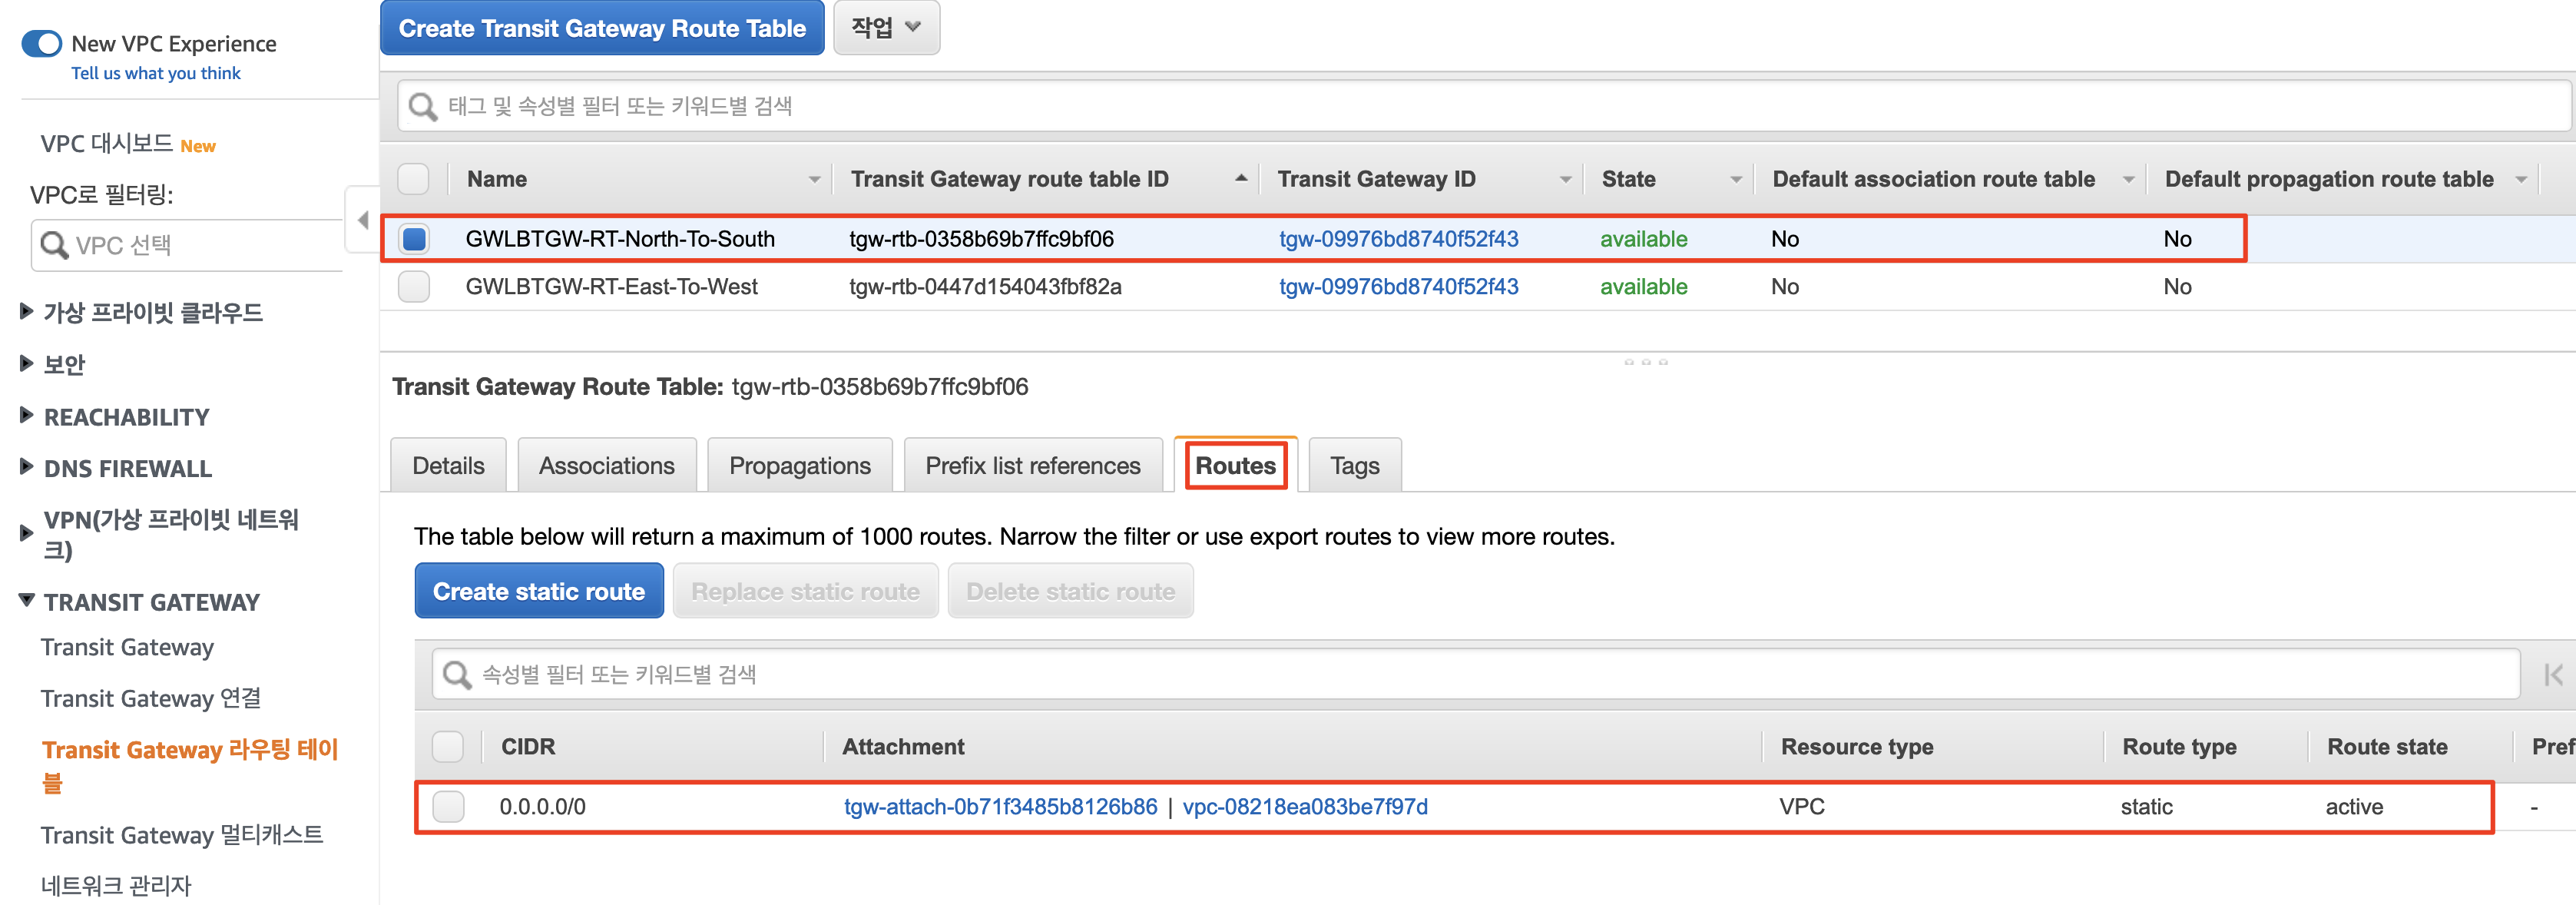 New VPC Experience
Tell us what you think
VPC 대시보드 New
VPC로 필터링:
VPC 선택
가상 프라이빗 클라우드
보안
REACHABILITY
DNS FIREWALL
VPN(가상 프라이빗 네트워
크)
TRANSIT GATEWAY
Transit Gateway
Transit Gateway 연결
Transit Gateway 라우팅 테이
블
Transit Gateway 멀티캐스트
네트워크 관리자
Create Transit Gateway Route Table 작업
태그 및 속성별 필터 또는 키워드별 검색
Name Transit Gateway route table ID Transit Gateway ID State Default association route table Default propagation route table
GWLBTGW-RT-North-To-South tgw-rtb-0358b69b7ffc9bf06 tgw-09976bd8740f52f43 available No No
GWLBTGW-RT-East-To-West tgw-rtb-0447d154043fbf82a tgw-09976bd8740f52f43 available No No
Transit Gateway Route Table: tgw-rtb-0358b69b7ffc9bf06
Details Associations Propagations Prefix list references Routes Tags
The table below will return a maximum of 1000 routes. Narrow the filter or use export routes to view more routes.
Create static route Replace static route Delete static route
속성별 필터 또는 키워드별 검색
CIDR Attachment Resource type Route type Route state Pref
0.0.0.0/0 tgw-attach-0b71f3485b8126b86 | vpc-08218ea083be7f97d VPC static active -